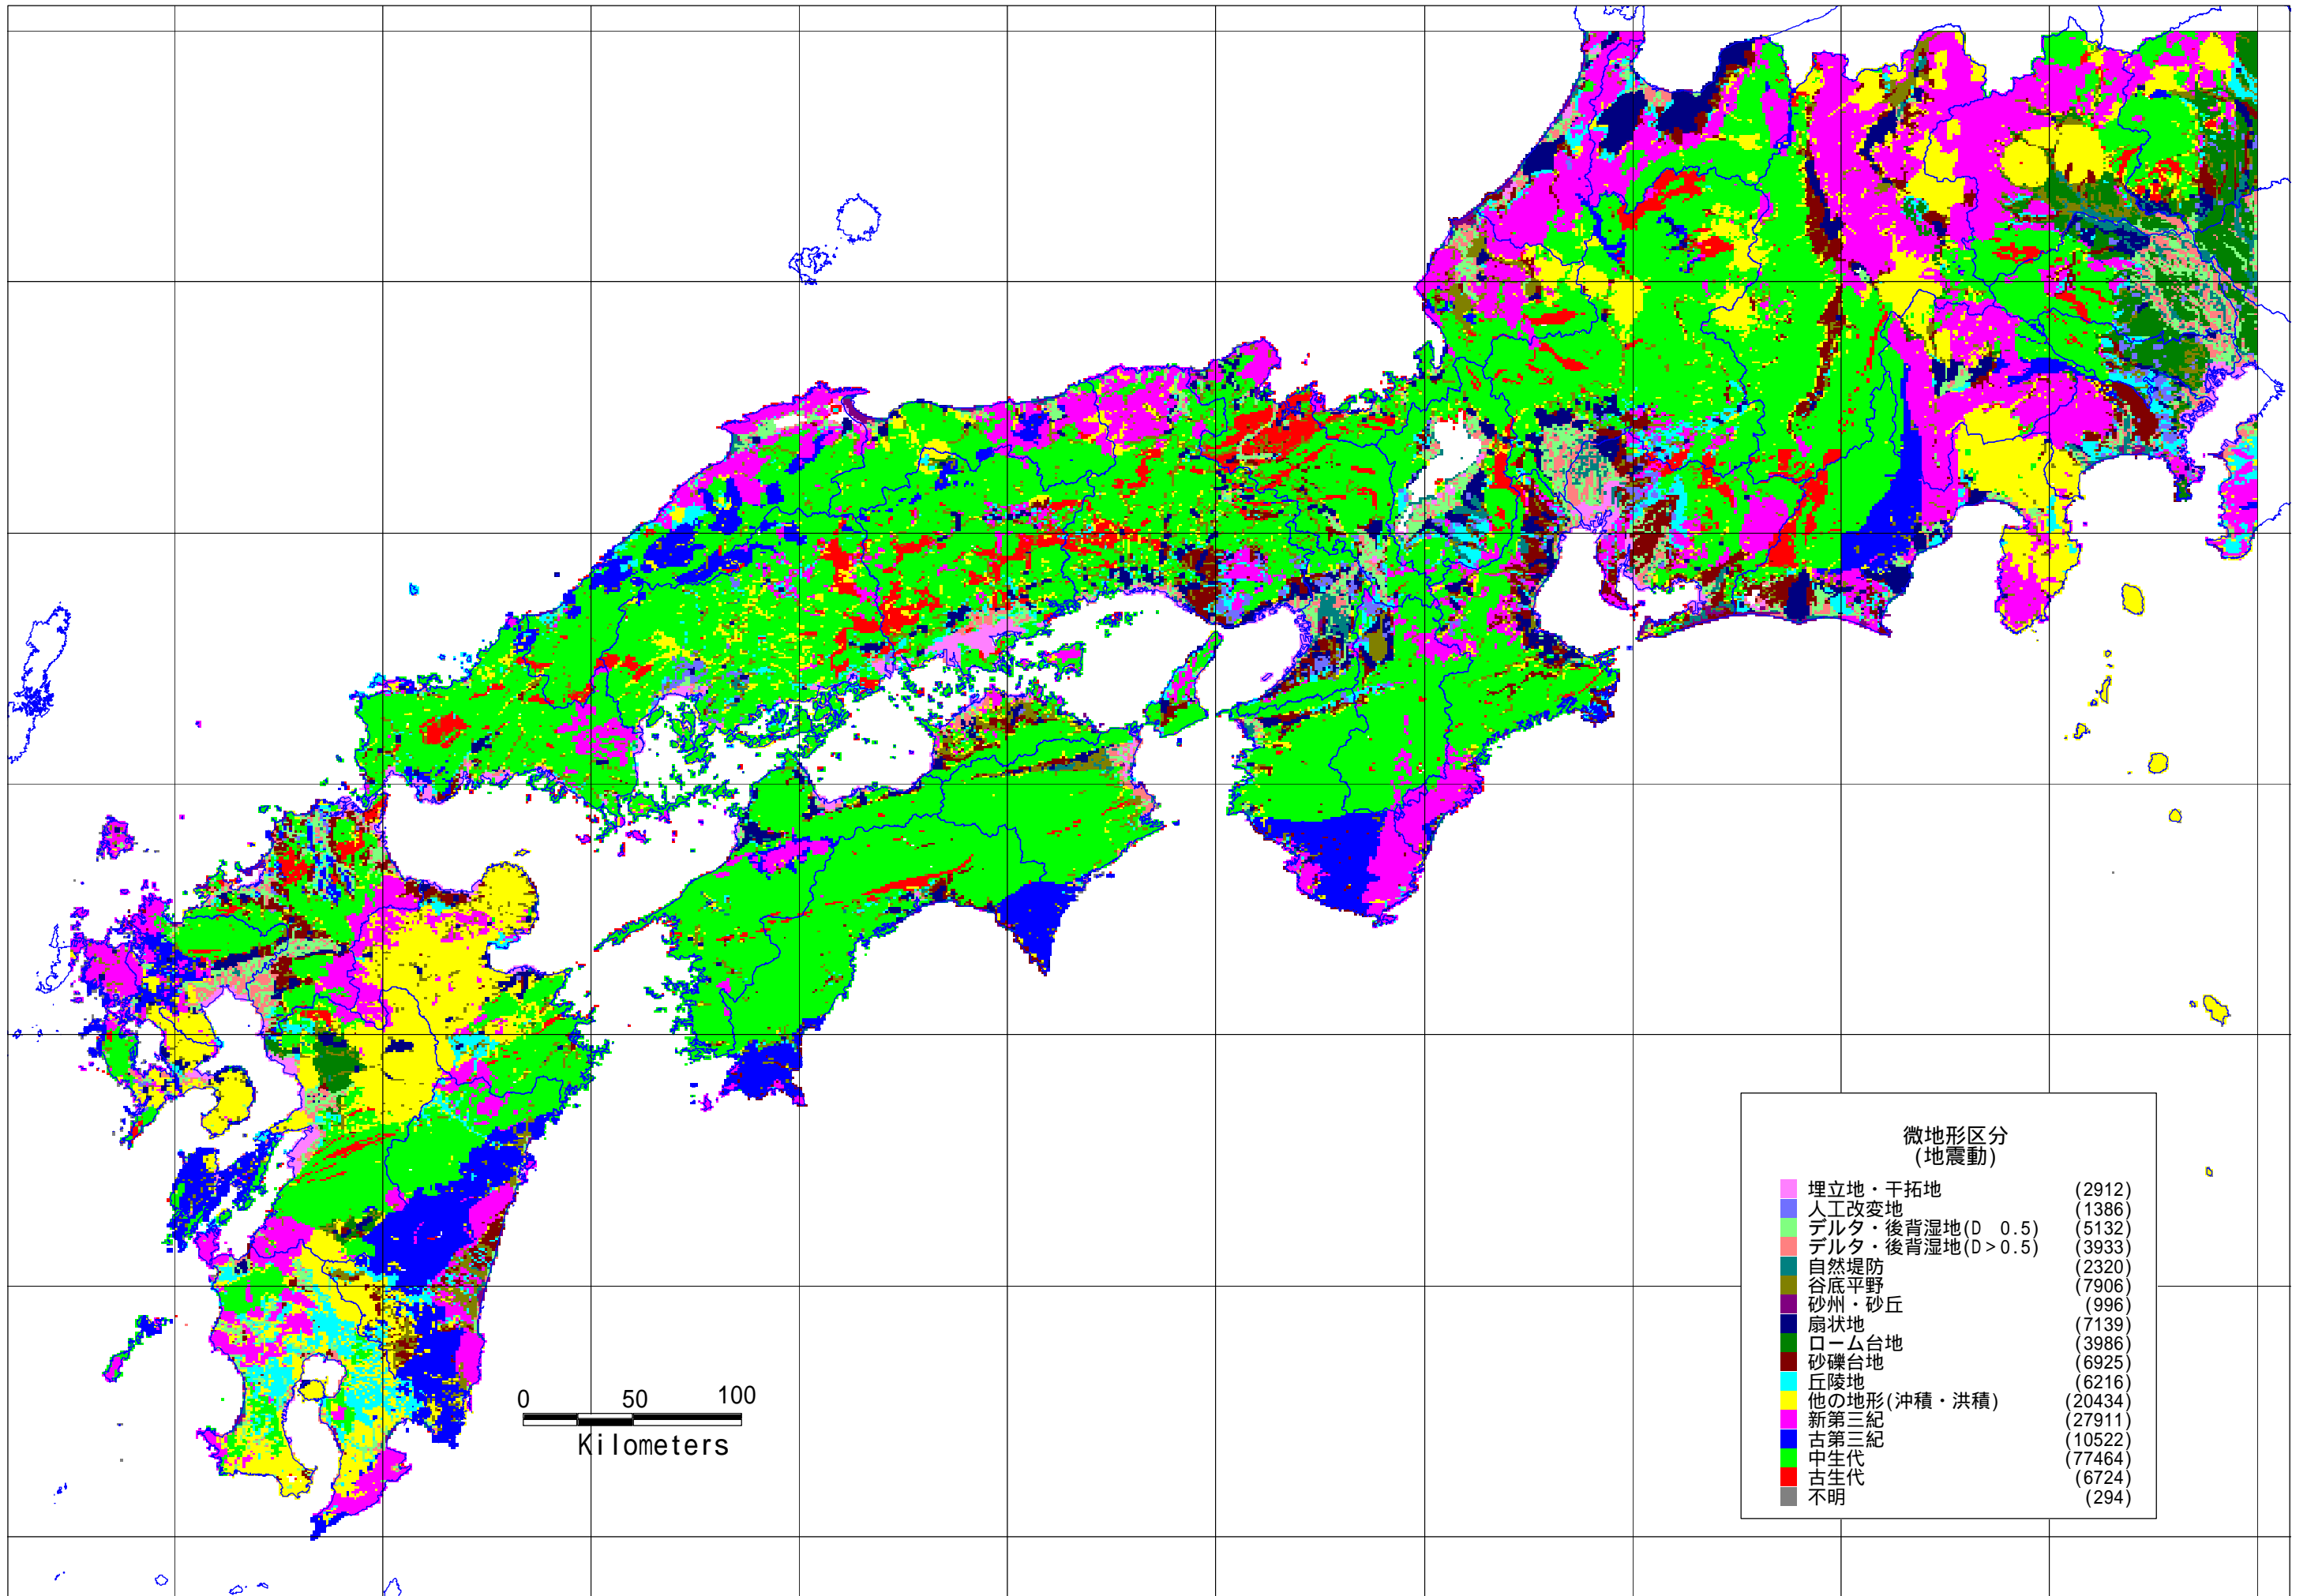 微地形区分
(地震動)
埋立地・干拓地 (2912)
人工改変地 (1386)
デルタ・後背湿地(D 0.5) (5132)
デルタ・後背湿地(D>0.5) (3933)
自然堤防 (2320)
谷底平野 (7906)
砂州・砂丘 (996)
扇状地 (7139)
ローム台地 (3986)
砂礫台地 (6925)
丘陵地 (6216)
他の地形(沖積・洪積) (20434)
新第三紀 (27911)
古第三紀 (10522)
中生代 (77464)
古生代 (6724)
不明 (294)
0 50 100
Kilometers